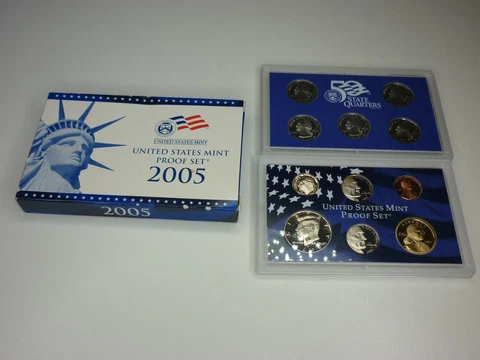 UNITED STATES MINT
UNITED STATES MINT
PROOF SET
2005
2005
50
STATE
QUARTERS
UNITED STATES MINT
PROOF SET